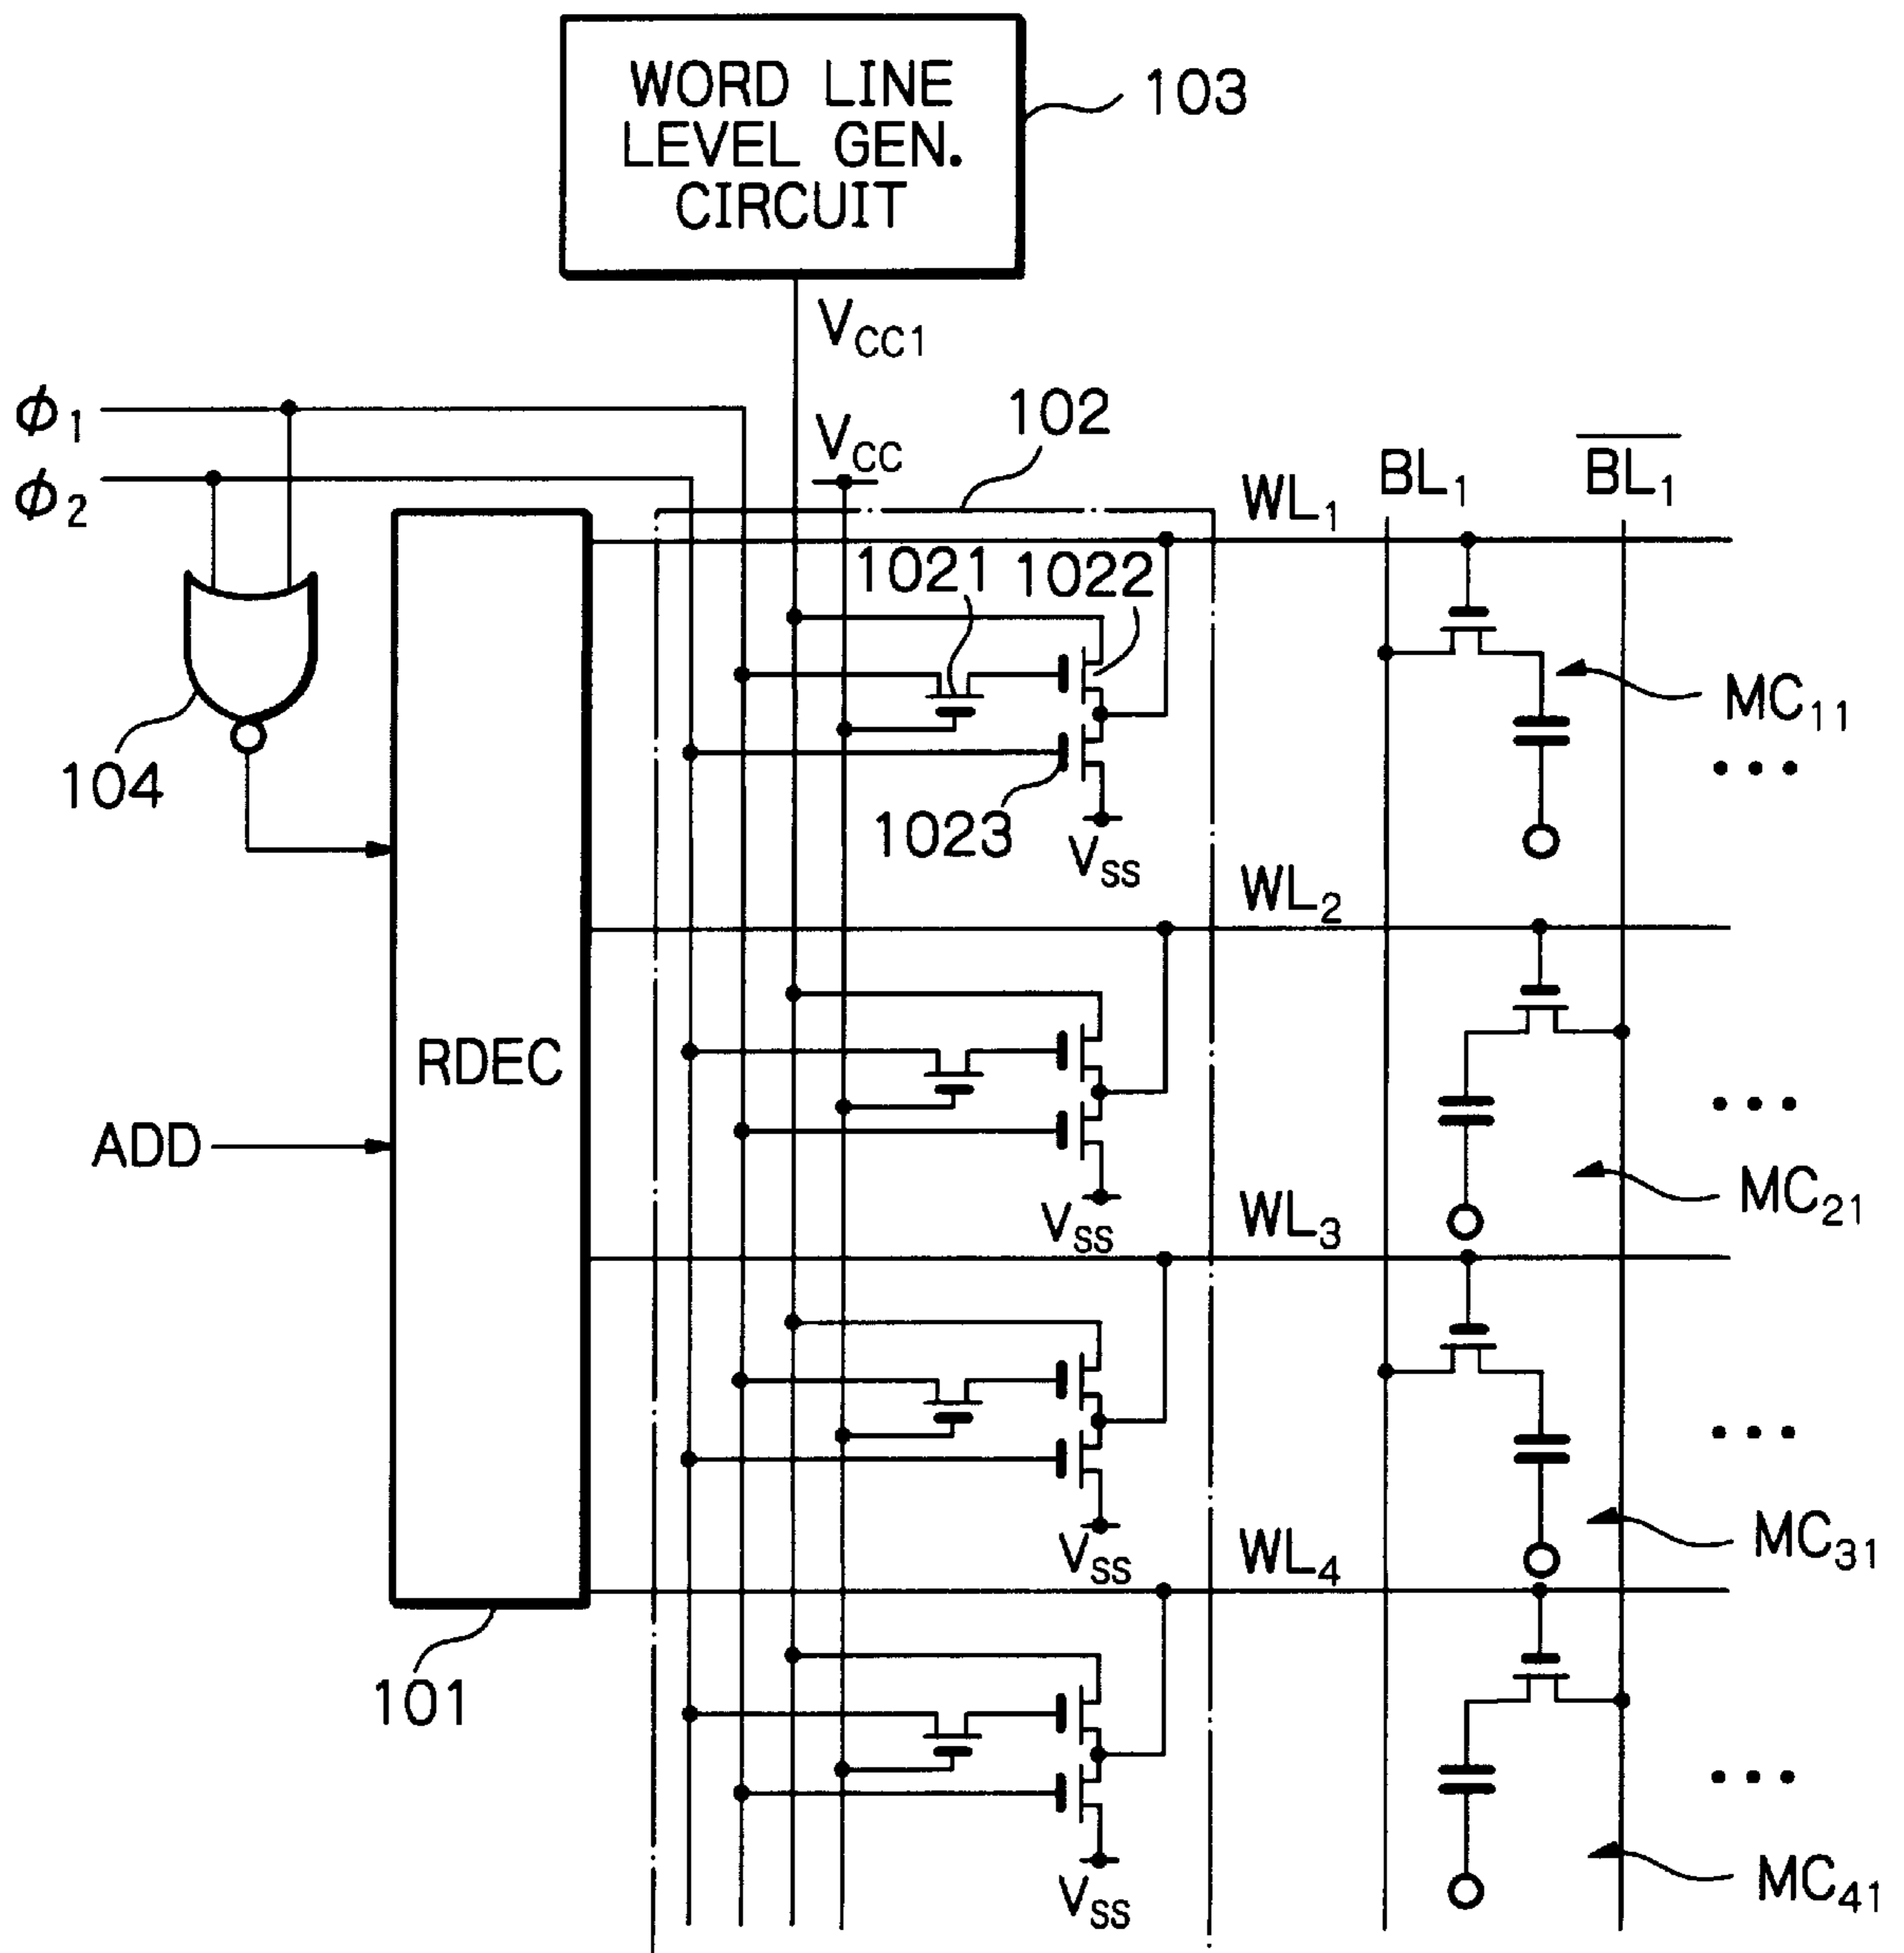 WORD LINE
LEVEL GEN.
CIRCUIT
103
VCC1
ϕ1
ϕ2
VCC
102
WL1
BL1
BL1
1021
1022
MC11
104
1023
VSS
WL2
RDEC
ADD
MC21
VSS
WL3
MC31
VSS
WL4
101
MC41
VSS